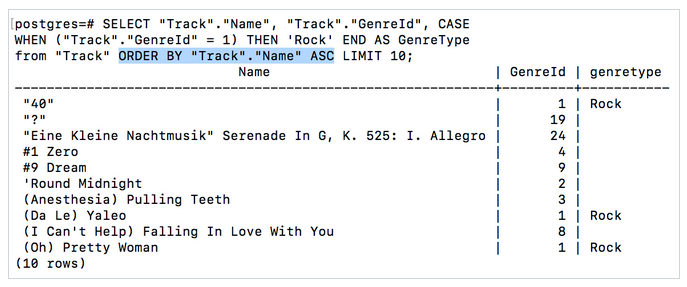 postgres=# SELECT "Track"."Name", "Track"."GenreId", CASE
WHEN ("Track"."GenreId" = 1) THEN 'Rock' END AS GenreType
from "Track" ORDER BY "Track"."Name" ASC LIMIT 10;
Name | GenreId | genretype
-----------------------------------------------------------+---------+-----------
"40" | 1 | Rock
"?" | 19 |
"Eine Kleine Nachtmusik" Serenade In G, K. 525: I. Allegro | 24 |
#1 Zero | 4 |
#9 Dream | 9 |
'Round Midnight | 2 |
(Anesthesia) Pulling Teeth | 3 |
(Da Le) Yaleo | 1 | Rock
(I Can't Help) Falling In Love With You | 8 |
(Oh) Pretty Woman | 1 | Rock
(10 rows)